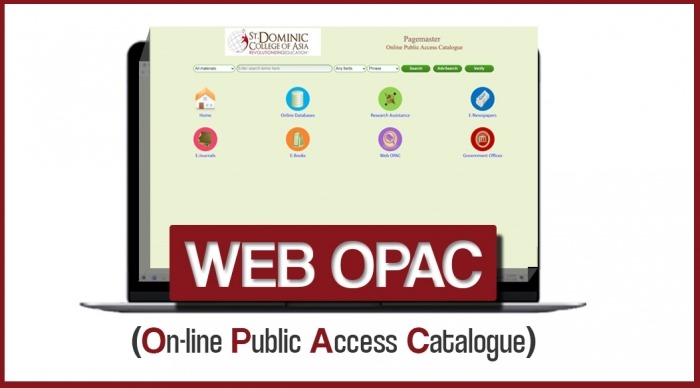 ST. DOMINIC
COLLEGE OF ASIA
REVOLUTIONIZING EDUCATION
Pagemaster
Online Public Access Catalogue
All materials Enter search terms here Any fields Phrase Search Adv.Search Verify
Home Online Databases Research Assistance E-Newspapers
E-Journals E-Books Web OPAC Government Offices
WEB OPAC
(On-line Public Access Catalogue)